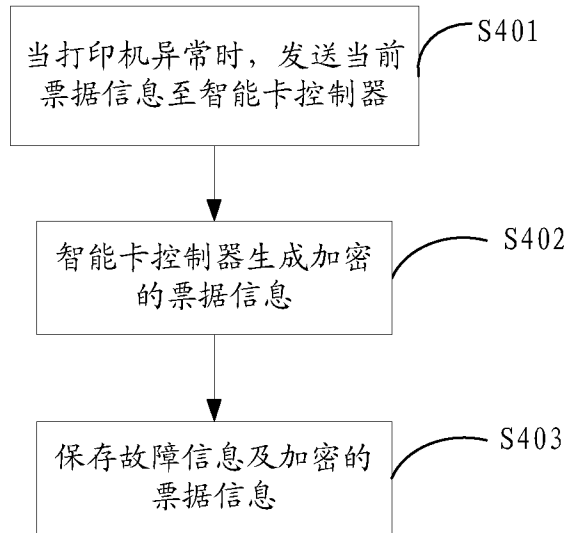 当打印机异常时，发送当前
票据信息至智能卡控制器
S401
智能卡控制器生成加密
的票据信息
S402
保存故障信息及加密的
票据信息
S403